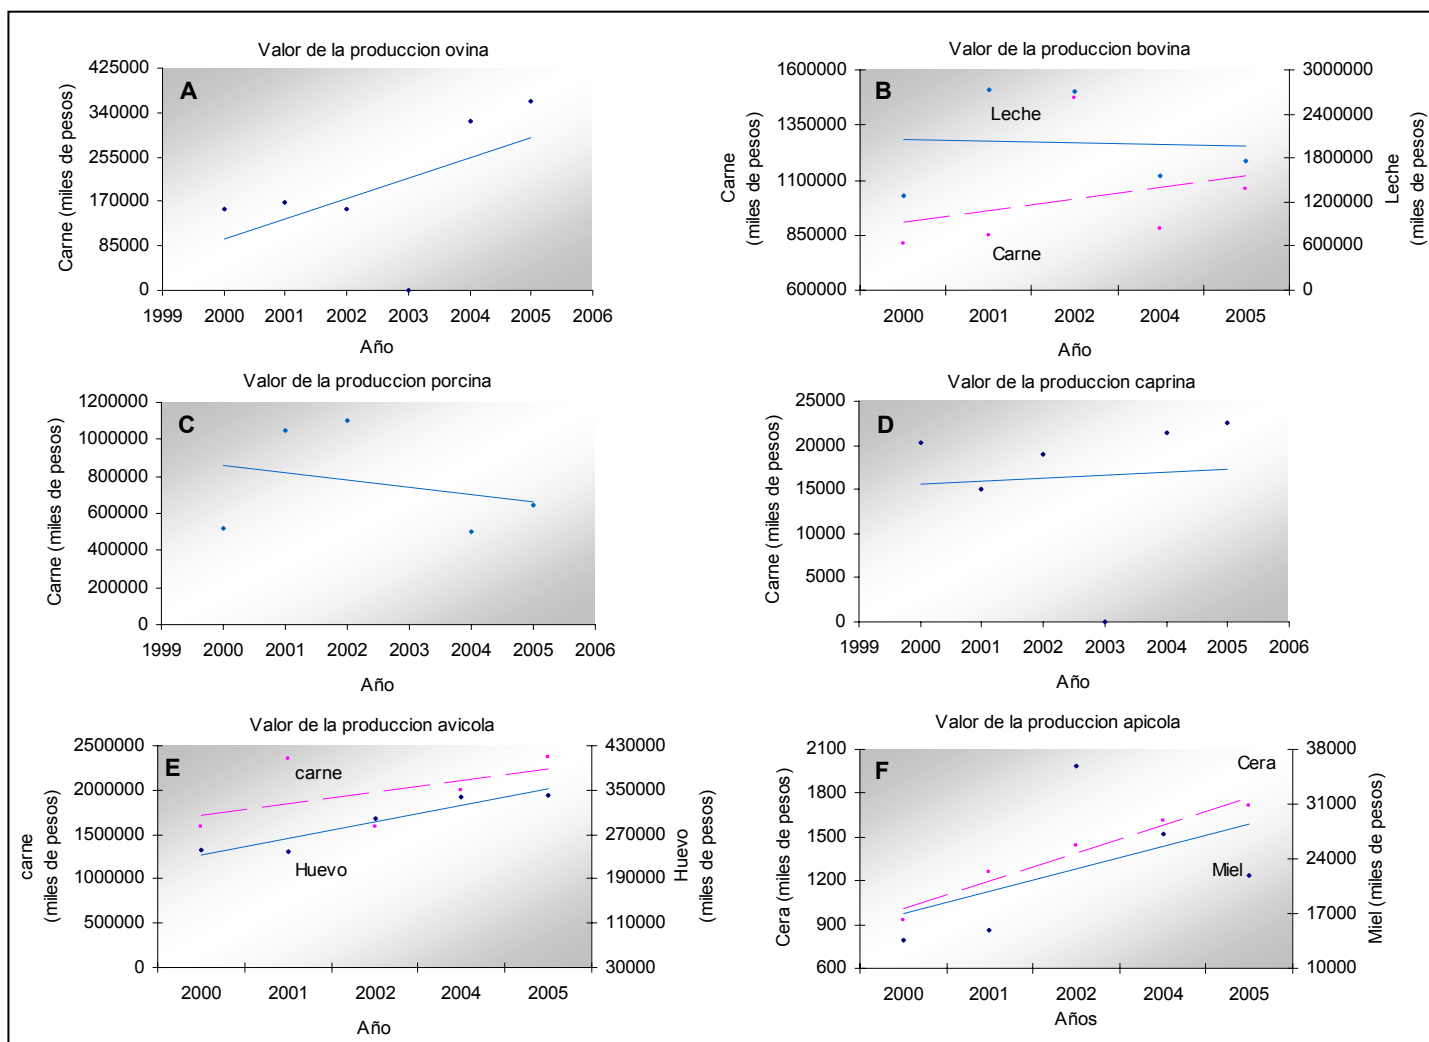 Valor de la produccion ovina
A
Carne (miles de pesos)
425000
340000
255000
170000
85000
0
1999 2000 2001 2002 2003 2004 2005 2006
Año
Valor de la produccion bovina
B
Carne
(miles de pesos)
1600000
1350000
1100000
850000
600000
Leche
Carne
3000000
2400000
1800000
1200000
600000
0
Leche
(miles de pesos)
2000 2001 2002 2004 2005
Año
Valor de la produccion porcina
C
Carne (miles de pesos)
1200000
1000000
800000
600000
400000
200000
0
1999 2000 2001 2002 2003 2004 2005 2006
Año
Valor de la produccion caprina
D
Carne (miles de pesos)
25000
20000
15000
10000
5000
0
1999 2000 2001 2002 2003 2004 2005 2006
Año
Valor de la produccion avicola
E
carne
(miles de pesos)
2500000
2000000
1500000
1000000
500000
0
carne
Huevo
430000
350000
270000
190000
110000
30000
Huevo
(miles de pesos)
2000 2001 2002 2004 2005
Año
Valor de la produccion apicola
F
Cera (miles de pesos)
2100
1800
1500
1200
900
600
Cera
Miel
38000
31000
24000
17000
10000
Miel (miles de pesos)
2000 2001 2002 2004 2005
Años